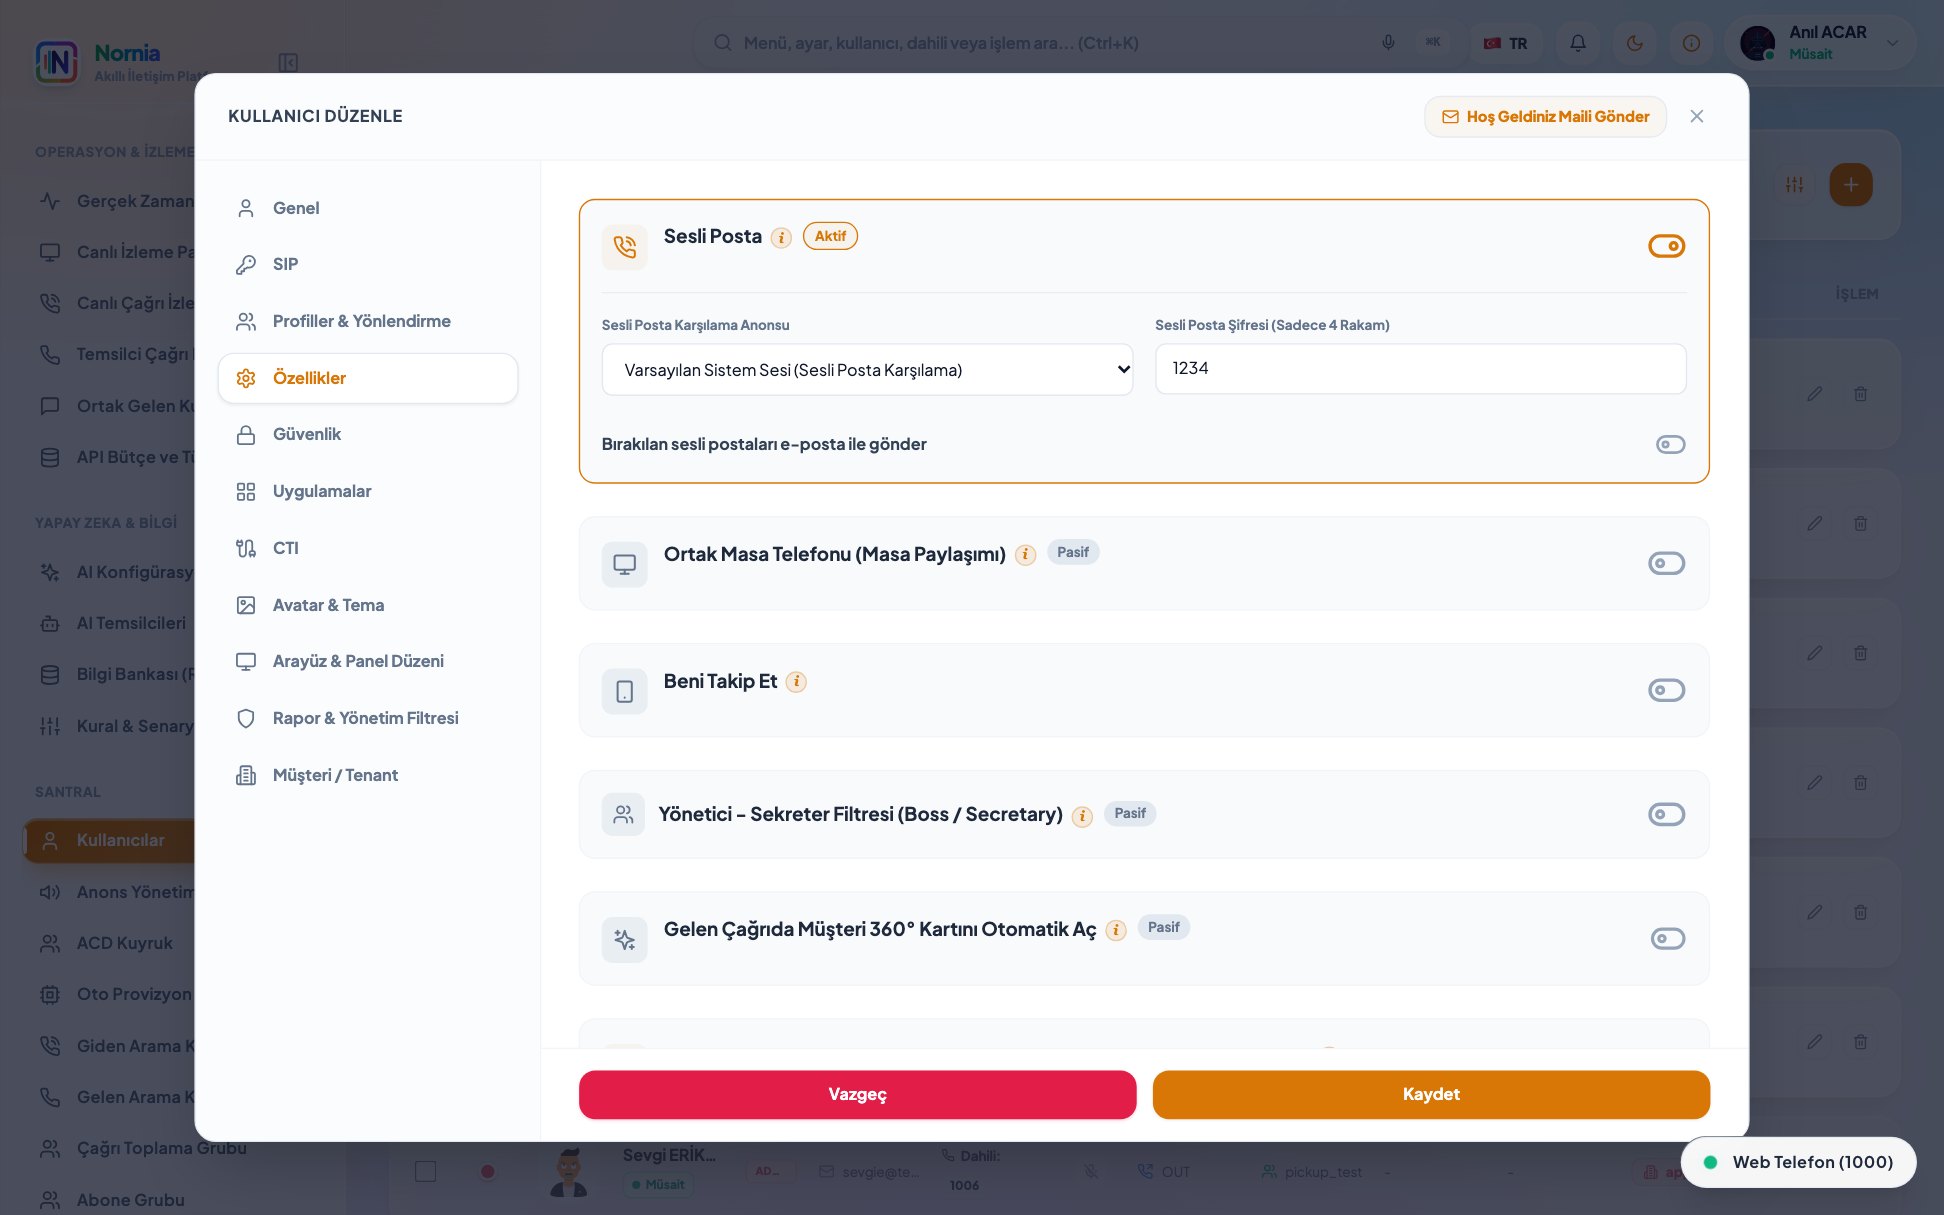 Nornia
Akıllı İletişim Platf
Menü, ayar, kullanıcı, dahili veya işlem ara... (Ctrl+K)
⌘K
TR
Anıl ACAR
Müsait
KULLANICI DÜZENLE
Hoş Geldiniz Maili Gönder
OPERASYON & İZLEME
Gerçek Zaman
Canlı İzleme Pa
Canlı Çağrı İzle
Temsilci Çağrı
Ortak Gelen Ku
API Bütçe ve Tü
YAPAY ZEKA & BİLGİ
AI Konfigürasy
AI Temsilcileri
Bilgi Bankası (R
Kural & Senary
SANTRAL
Kullanıcılar
Anons Yönetim
ACD Kuyruk
Oto Provizyon
Giden Arama K
Gelen Arama K
Çağrı Toplama Grubu
Abone Grubu
Genel
SIP
Profiller & Yönlendirme
Özellikler
Güvenlik
Uygulamalar
CTI
Avatar & Tema
Arayüz & Panel Düzeni
Rapor & Yönetim Filtresi
Müşteri / Tenant
Sesli Posta i Aktif
Sesli Posta Karşılama Anonsu
Varsayılan Sistem Sesi (Sesli Posta Karşılama)
Sesli Posta Şifresi (Sadece 4 Rakam)
1234
Bırakılan sesli postaları e-posta ile gönder
Ortak Masa Telefonu (Masa Paylaşımı) i Pasif
Beni Takip Et i
Yönetici - Sekreter Filtresi (Boss / Secretary) i Pasif
Gelen Çağrıda Müşteri 360° Kartını Otomatik Aç i Pasif
Vazgeç
Kaydet
İŞLEM
Sevgi ERİK...
Müsait
AD...
sevgie@te...
Dahili:
1006
OUT
pickup_test
-
-
ap
Web Telefon (1000)